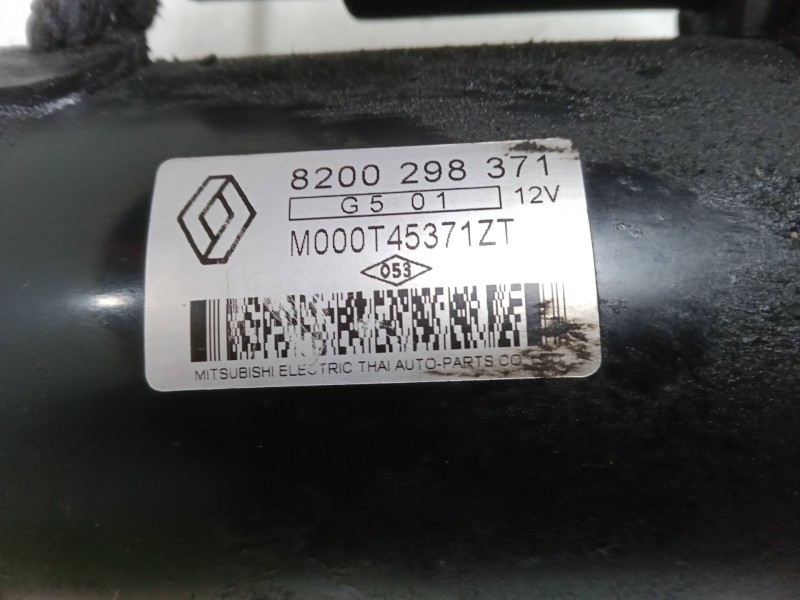 8200 298 371
G5 01 12V
M000T45371ZT
053
MITSUBISHI ELECTRIC THAI AUTO-PARTS CO